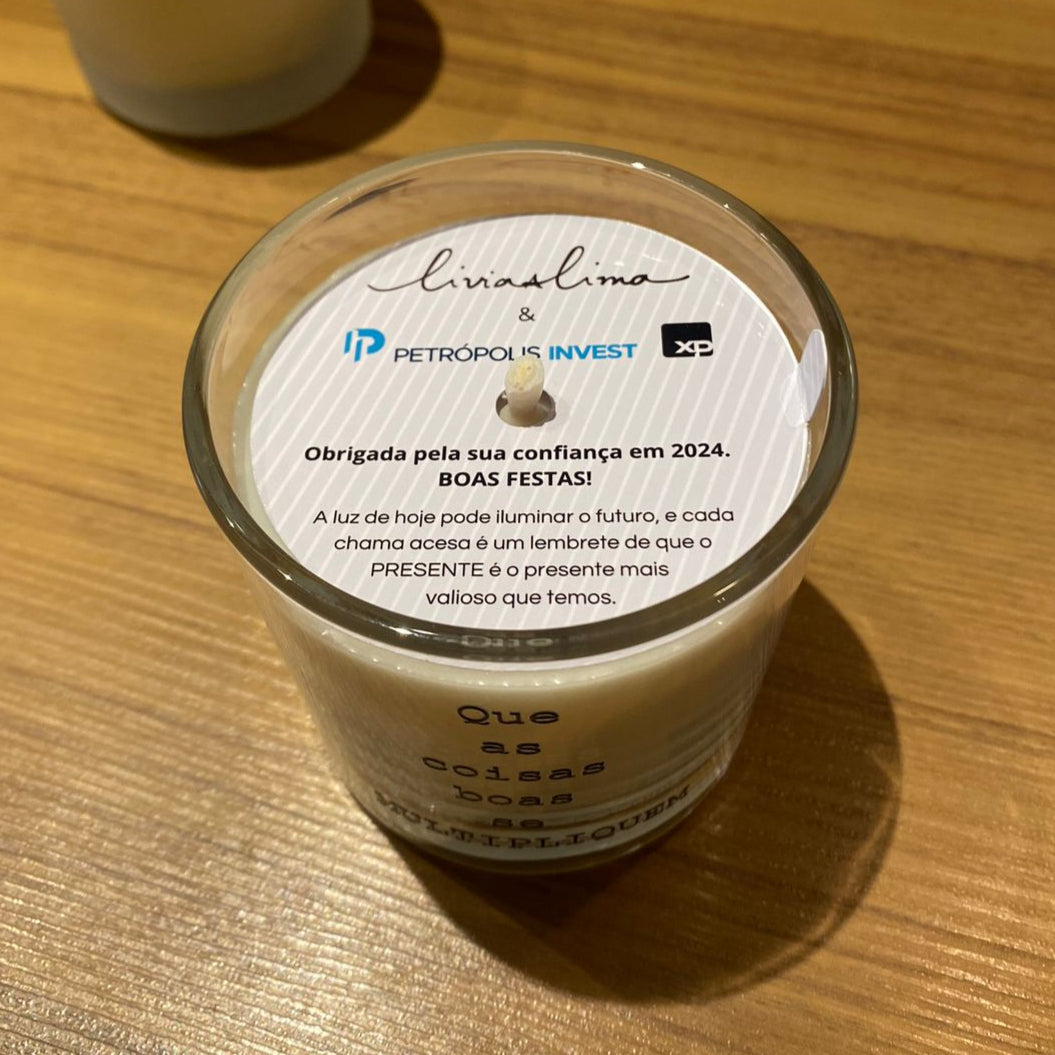 livia lima
&
PETRÓPOLIS INVEST xp
Obrigada pela sua confiança em 2024.
BOAS FESTAS!
A luz de hoje pode iluminar o futuro, e cada
chama acesa é um lembrete de que o
PRESENTE é o presente mais
valioso que temos.
Que
as
coisas
boas
se
MULTIPLIQUEM